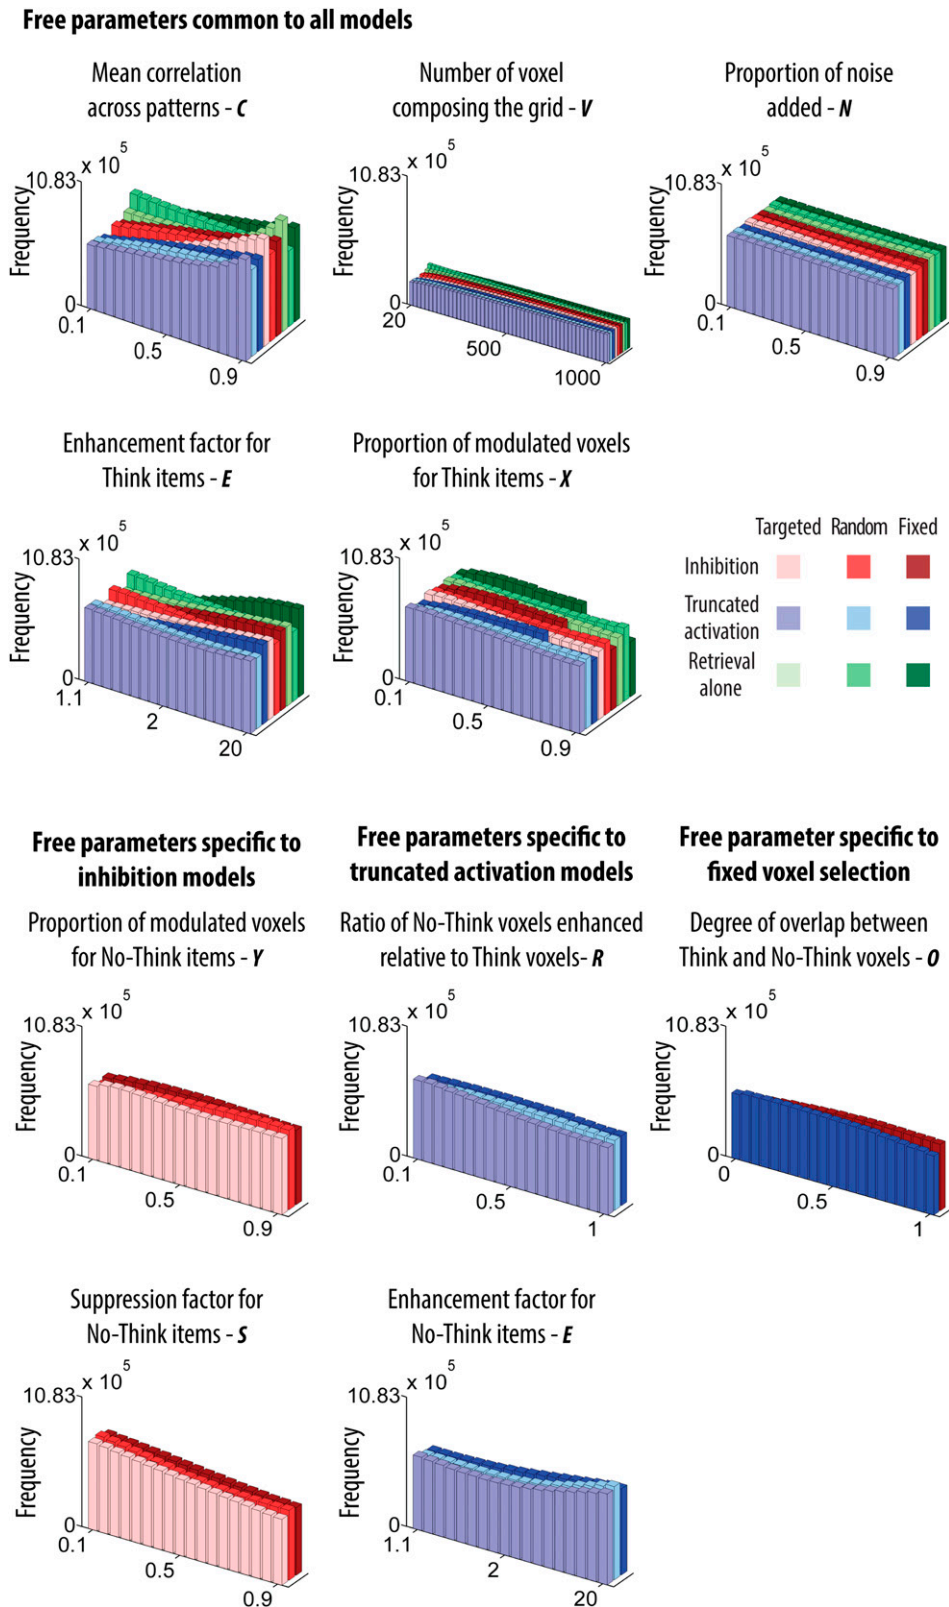 Free parameters common to all models
Mean correlation
across patterns - C
Number of voxel
composing the grid - V
Proportion of noise
added - N
10.83 x 10^5
Frequency
0
0.1
0.5
0.9
10.83 x 10^5
Frequency
0
20
500
1000
10.83 x 10^5
Frequency
0
0.1
0.5
0.9
Enhancement factor for
Think items - E
Proportion of modulated voxels
for Think items - X
10.83 x 10^5
Frequency
0
1.1
2
20
10.83 x 10^5
Frequency
0
0.1
0.5
0.9
Targeted Random Fixed
Inhibition
Truncated
activation
Retrieval
alone
Free parameters specific to
inhibition models
Free parameters specific to
truncated activation models
Free parameter specific to
fixed voxel selection
Proportion of modulated voxels
for No-Think items - Y
Ratio of No-Think voxels enhanced
relative to Think voxels- R
Degree of overlap between
Think and No-Think voxels - O
10.83 x 10^5
Frequency
0
0.1
0.5
0.9
10.83 x 10^5
Frequency
0
0.1
0.5
1
10.83 x 10^5
Frequency
0
0
0.5
1
Suppression factor for
No-Think items - S
Enhancement factor for
No-Think items - E
10.83 x 10^5
Frequency
0
0.1
0.5
0.9
10.83 x 10^5
Frequency
0
1.1
2
20